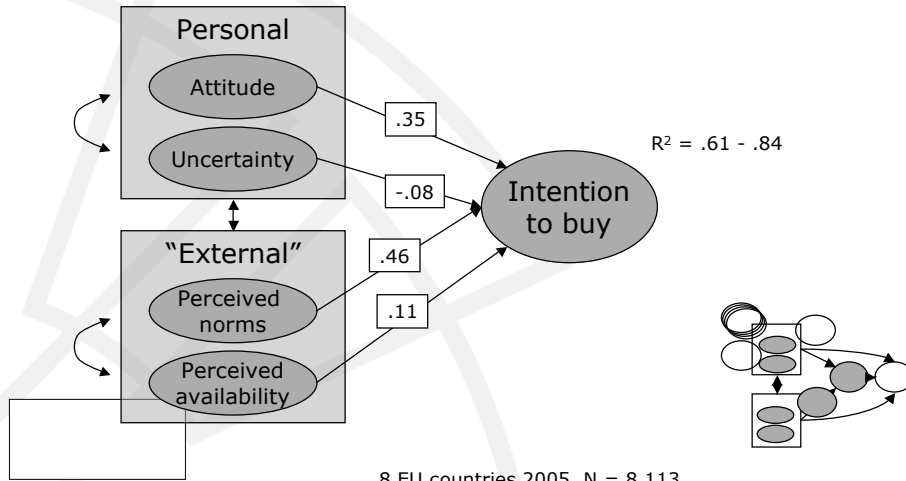 Personal
Attitude
Uncertainty
.35
-.08
R² = .61 - .84
Intention
to buy
“External”
Perceived
norms
Perceived
availability
.46
.11
8 EU countries 2005, N = 8,113